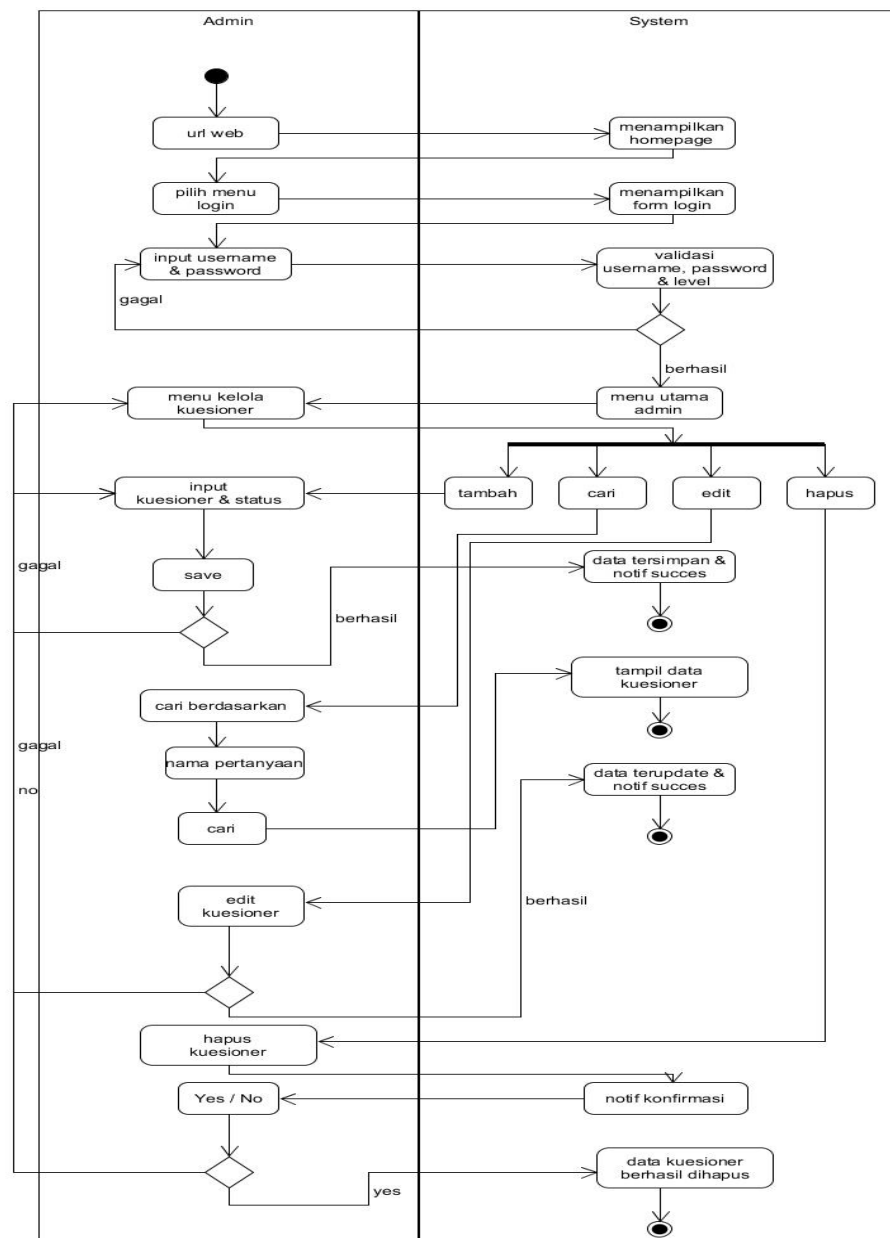 Admin
System
url web
menampilkan
homepage
pilih menu
login
menampilkan
form login
input username
& password
validasi
username, password
& level
gagal
berhasil
menu kelola
kuesioner
menu utama
admin
input
kuesioner & status
tambah
cari
edit
hapus
gagal
save
data tersimpan &
notif succes
berhasil
tampil data
kuesioner
cari berdasarkan
gagal
nama pertanyaan
no
data terupdate &
notif succes
cari
edit
kuesioner
berhasil
hapus
kuesioner
Yes / No
notif konfirmasi
data kuesioner
berhasil dihapus
yes